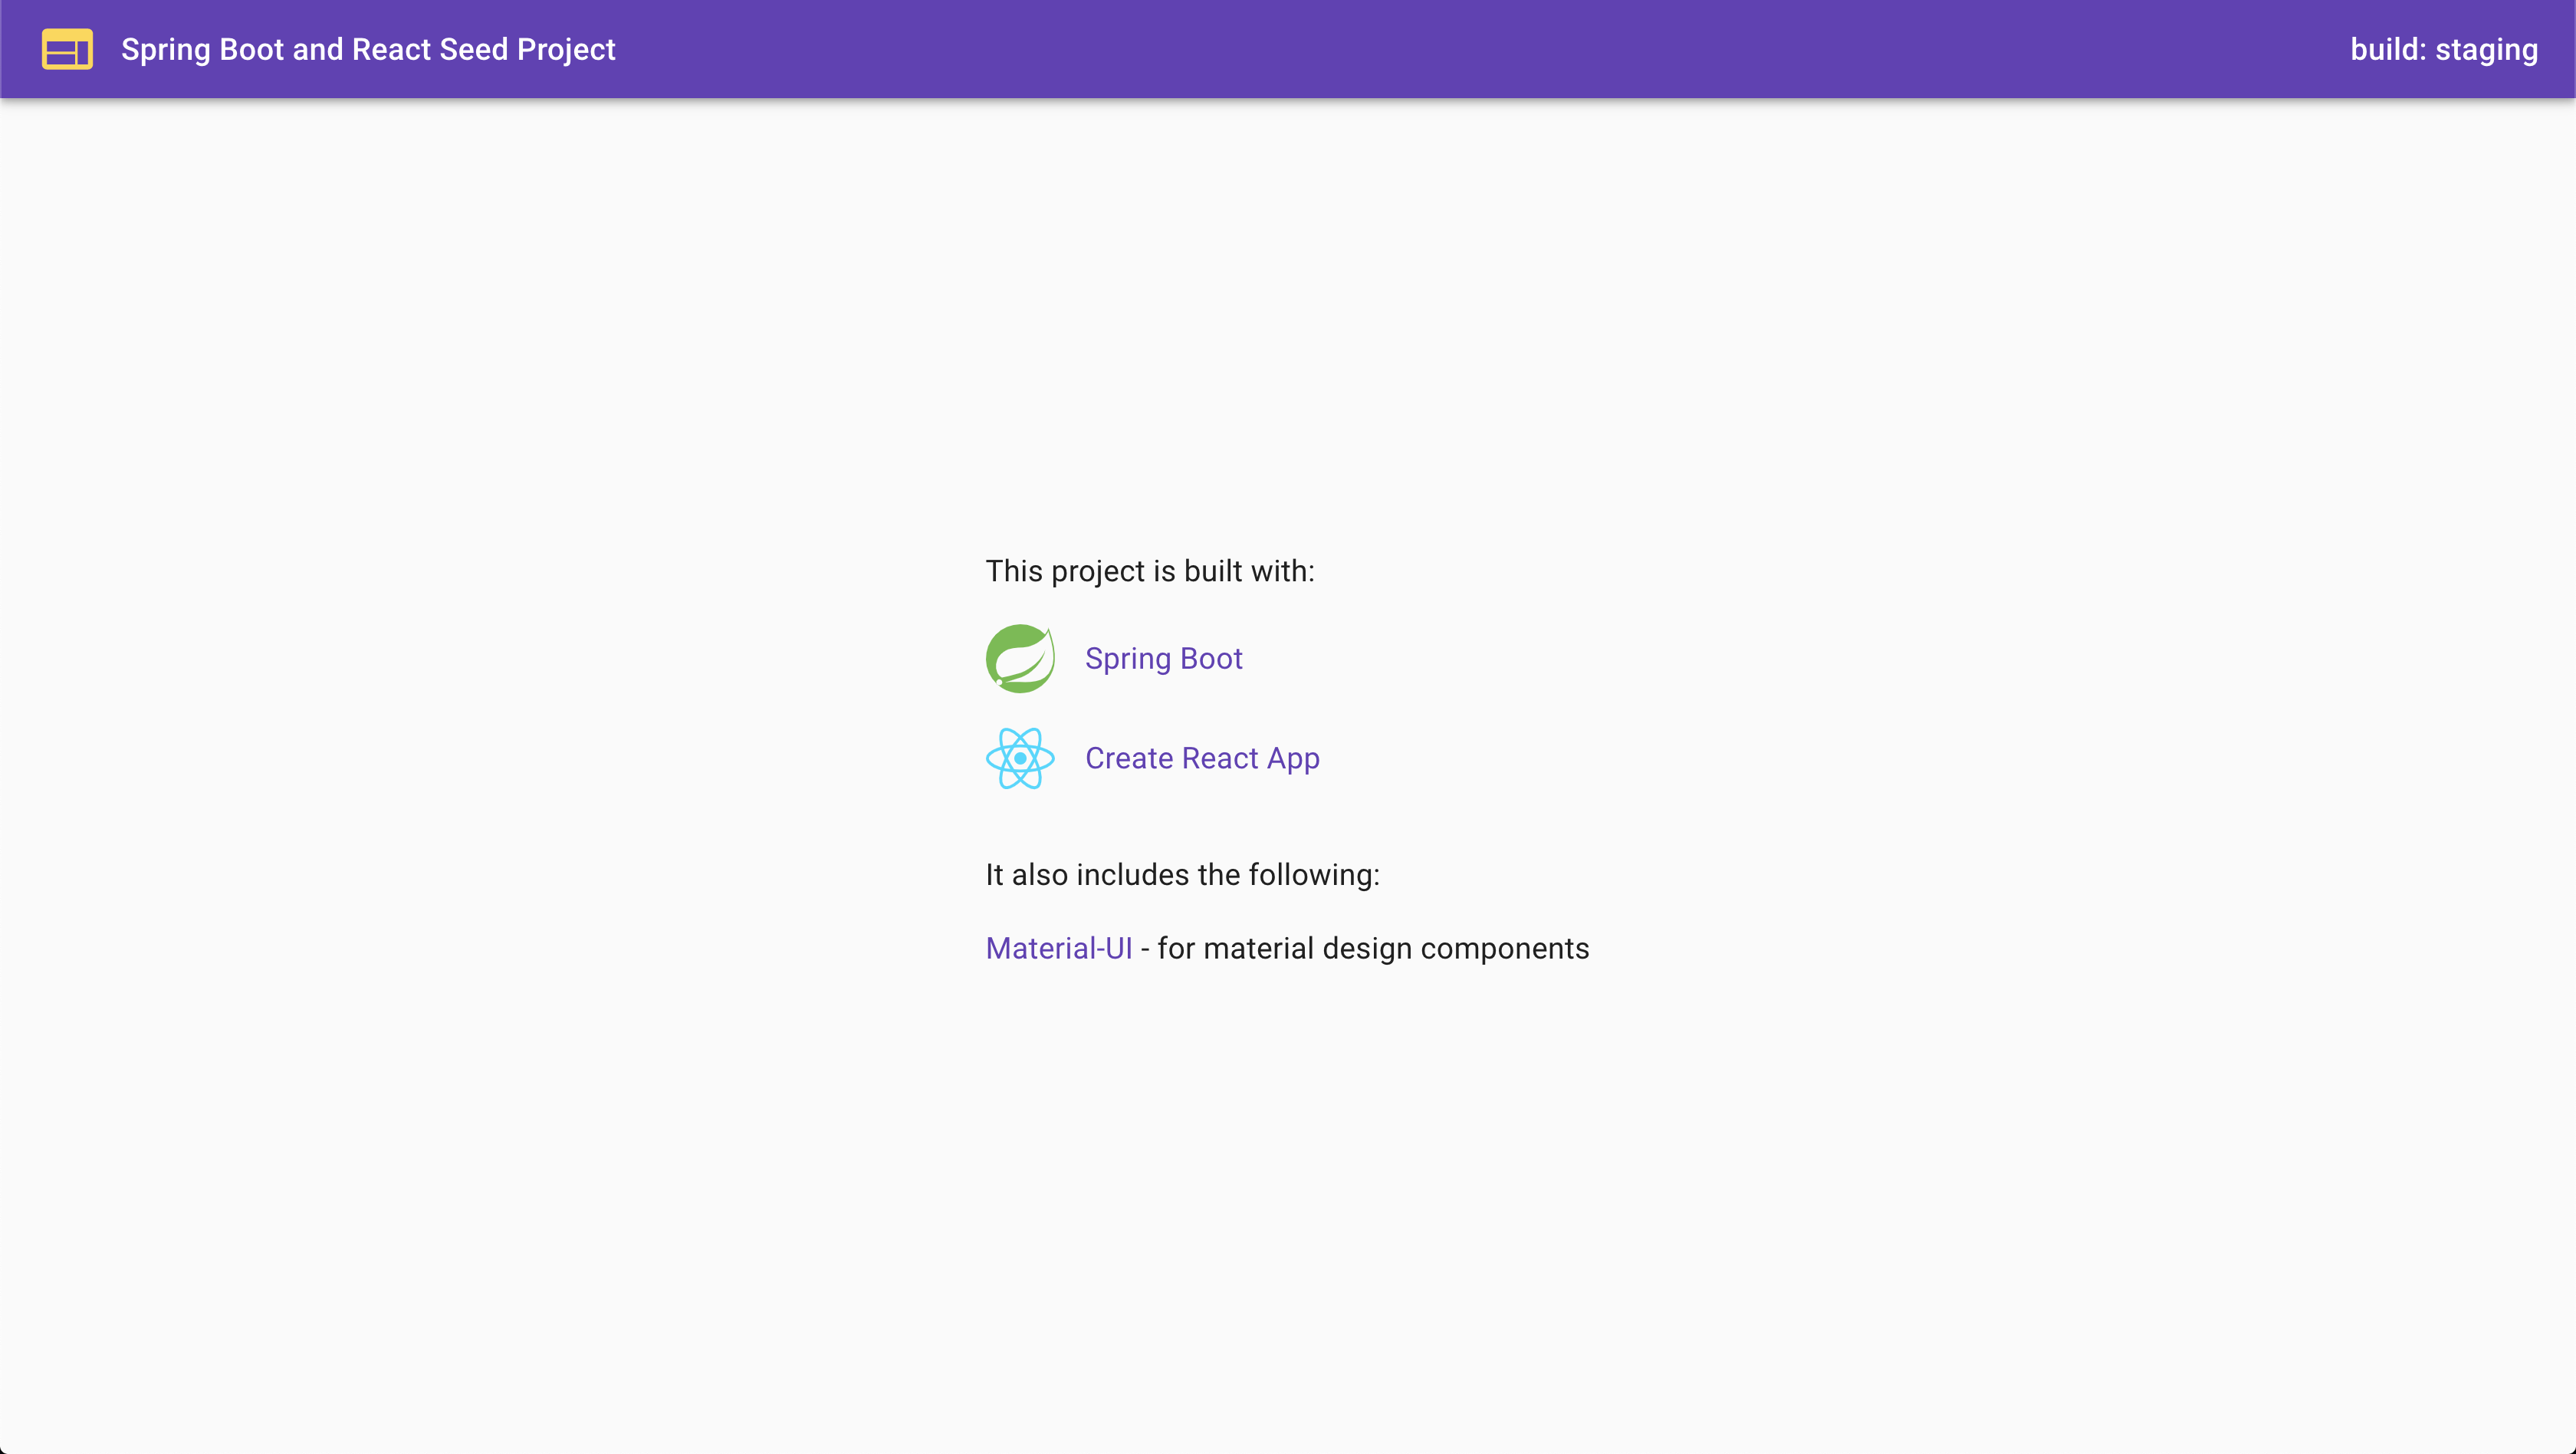 Spring Boot and React Seed Project
build: staging
This project is built with:
Spring Boot
Create React App
It also includes the following:
Material-UI - for material design components